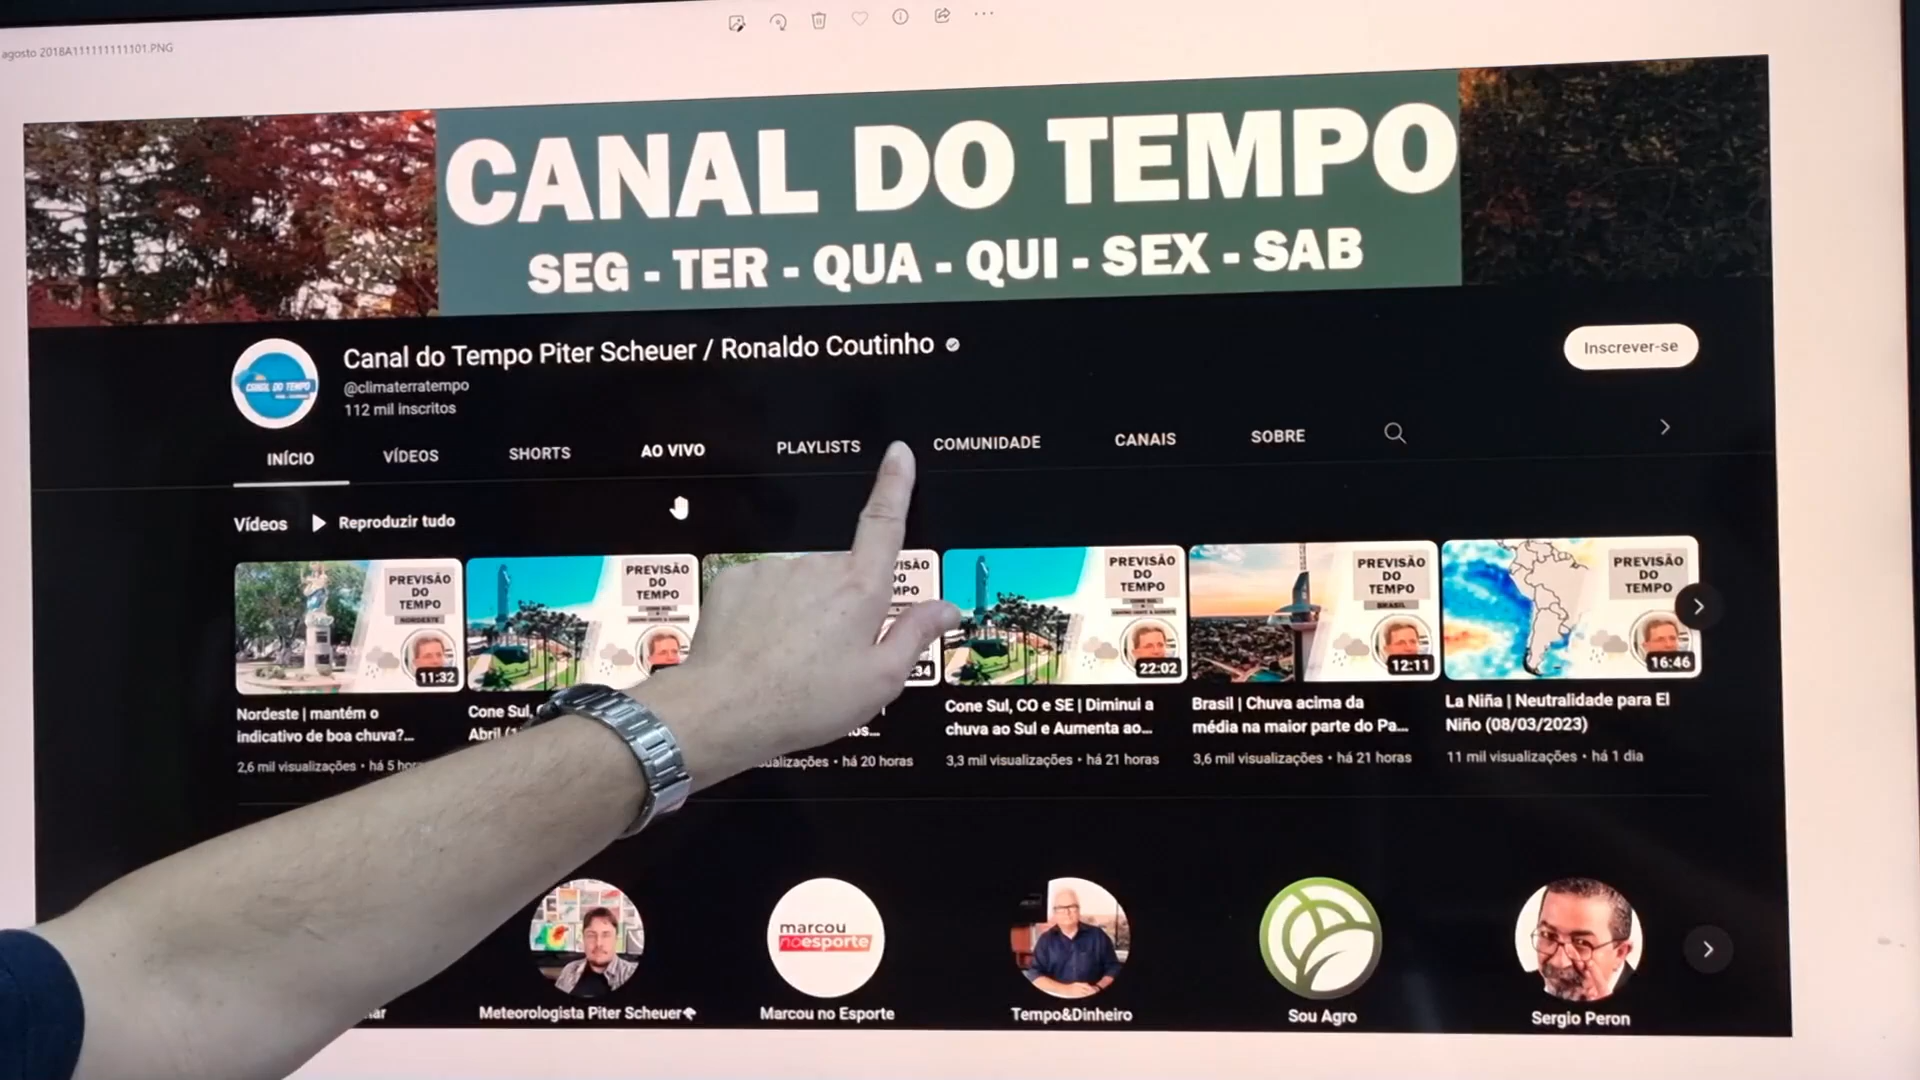 agosto 2018A111111111101.PNG
CANAL DO TEMPO
SEG - TER - QUA - QUI - SEX - SAB
CANAL DO TEMPO
Canal do Tempo Piter Scheuer / Ronaldo Coutinho
@climaterratempo
112 mil inscritos
Inscrever-se
INÍCIO VÍDEOS SHORTS AO VIVO PLAYLISTS COMUNIDADE CANAIS SOBRE
Vídeos Reproduzir tudo
PREVISÃO DO TEMPO NORDESTE
11:32
PREVISÃO DO TEMPO
PREVISÃO DO TEMPO
22:02
PREVISÃO DO TEMPO BRASIL
12:11
PREVISÃO DO TEMPO
16:46
Nordeste | mantém o
indicativo de boa chuva?...
2,6 mil visualizações • há 5
Cone Sul,
Abril
há 20 horas
Cone Sul, CO e SE | Diminui a
chuva ao Sul e Aumenta ao...
3,3 mil visualizações • há 21 horas
Brasil | Chuva acima da
média na maior parte do Pa...
3,6 mil visualizações • há 21 horas
La Niña | Neutralidade para El
Niño (08/03/2023)
11 mil visualizações • há 1 dia
marcou
noesporte
Meteorologista Piter Scheuer
Marcou no Esporte
Tempo&Dinheiro
Sou Agro
Sergio Peron